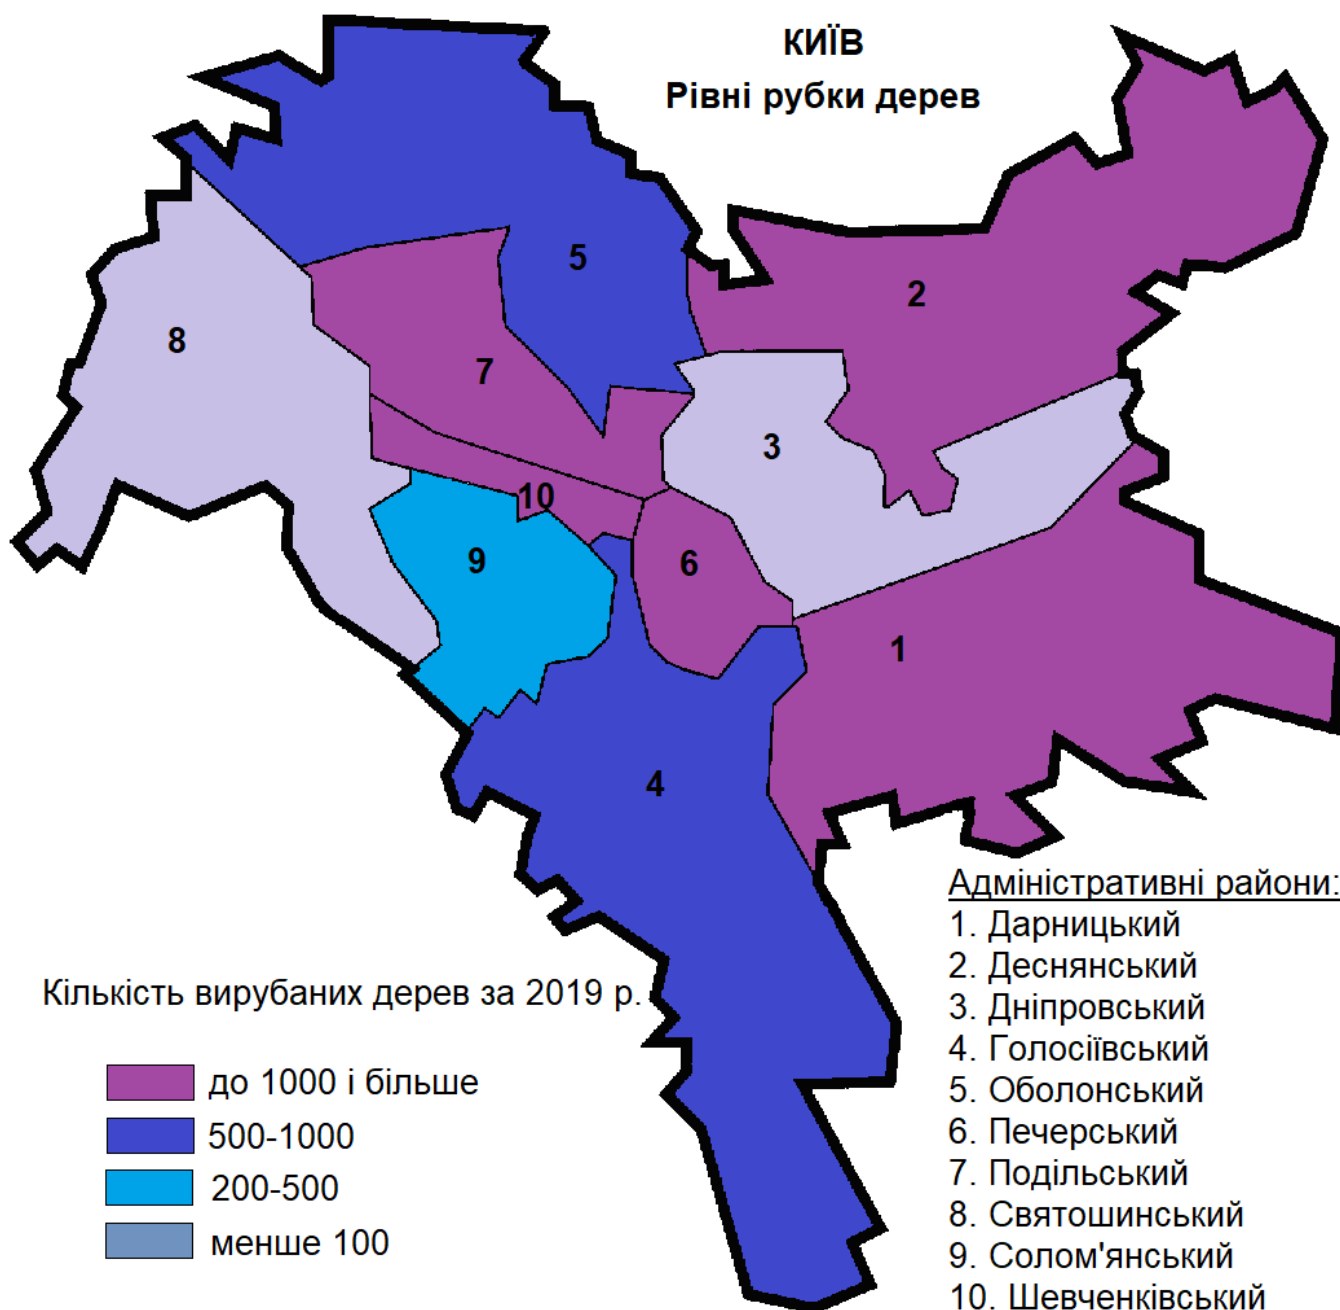 КИЇВ
Рівні рубки дерев
5
2
8
7
3
10
9
6
1
4
Кількість вирубаних дерев за 2019 р.
до 1000 і більше
500-1000
200-500
менше 100
Адміністративні райони:
1. Дарницький
2. Деснянський
3. Дніпровський
4. Голосіївський
5. Оболонський
6. Печерський
7. Подільський
8. Святошинський
9. Солом'янський
10. Шевченківський